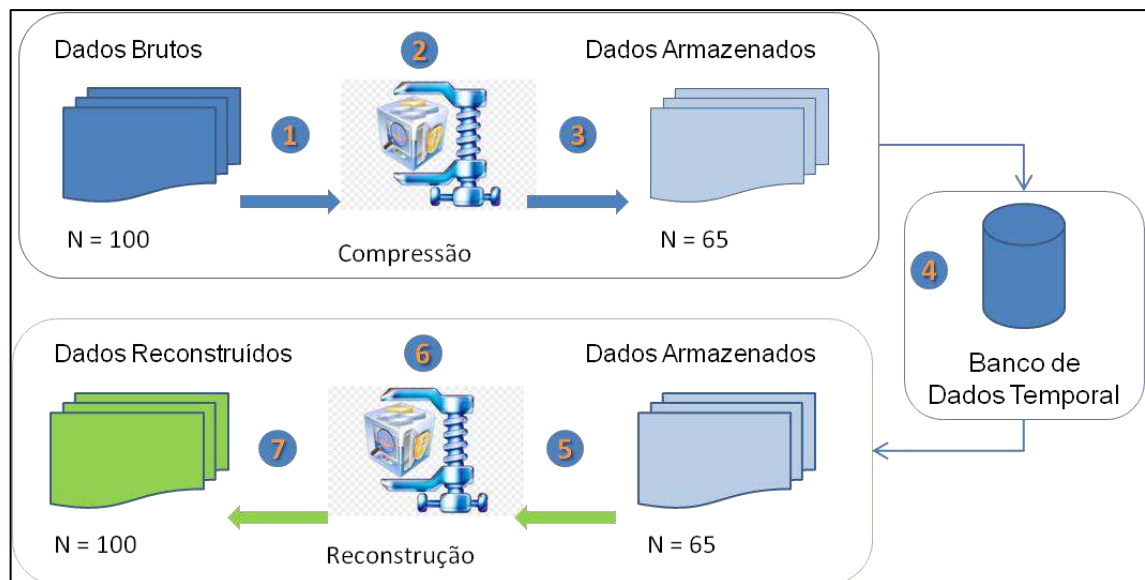 Dados Brutos
2
Dados Armazenados
1
3
N = 100
Compressão
N = 65
4
Banco de
Dados Temporal
Dados Reconstruídos
6
Dados Armazenados
7
5
N = 100
Reconstrução
N = 65